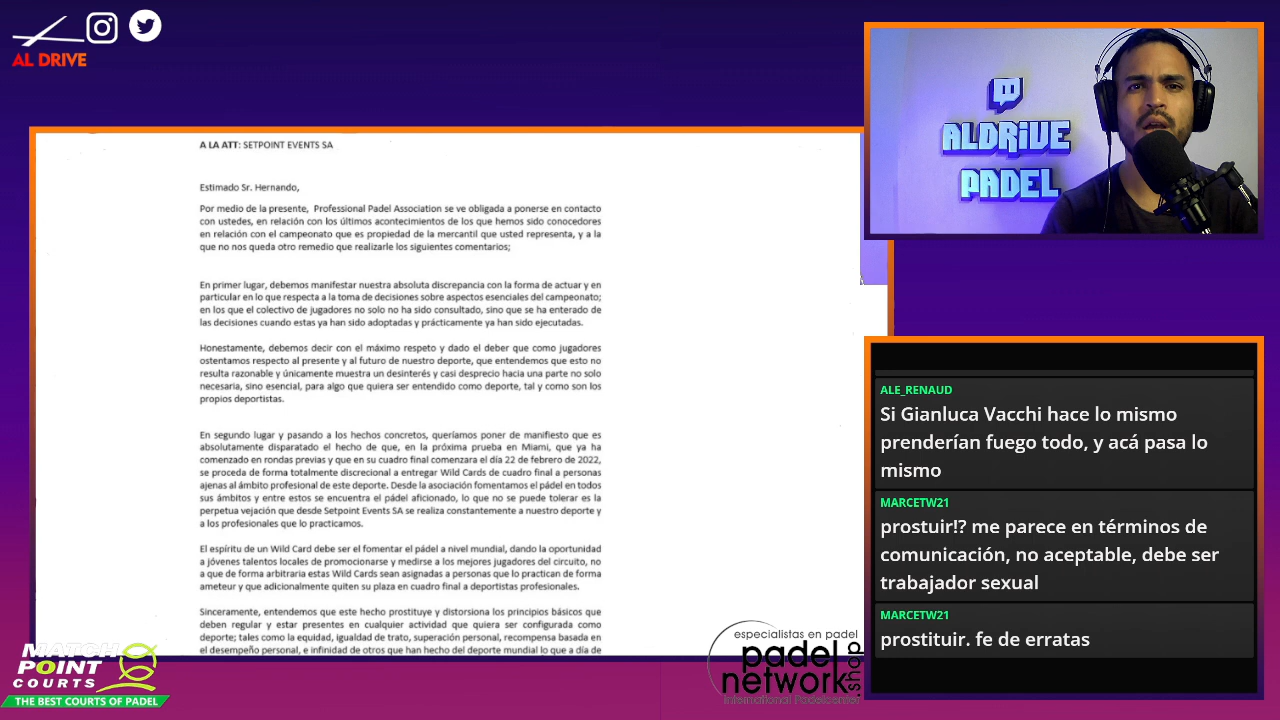 AL DRIVE
A LA ATT: SETPOINT EVENTS SA
Estimado Sr. Hernando,
Por medio de la presente, Professional Padel Association se ve obligada a ponerse en contacto
con ustedes, en relación con los últimos acontecimientos de los que hemos sido conocedores
en relación con el campeonato que es propiedad de la mercantil que usted representa, y a la
que no nos queda otro remedio que realizarle los siguientes comentarios;
En primer lugar, debemos manifestar nuestra absoluta discrepancia con la forma de actuar y en
particular en lo que respecta a la toma de decisiones sobre aspectos esenciales del campeonato;
en los que el colectivo de jugadores no solo no ha sido consultado, sino que se ha enterado de
las decisiones cuando estas ya han sido adoptadas y prácticamente ya han sido ejecutadas.
Honestamente, debemos decir con el máximo respeto y dado el deber que como jugadores
ostentamos respecto al presente y al futuro de nuestro deporte, que entendemos que esto no
resulta razonable y únicamente muestra un desinterés y casi desprecio hacia una parte no solo
necesaria, sino esencial, para algo que quiera ser entendido como deporte, tal y como son los
propios deportistas.
En segundo lugar y pasando a los hechos concretos, queríamos poner de manifiesto que es
absolutamente disparatado el hecho de que, en la próxima prueba en Miami, que ya ha
comenzado en rondas previas y que en su cuadro final comenzara el día 22 de febrero de 2022,
se proceda de forma totalmente discrecional a entregar Wild Cards de cuadro final a personas
ajenas al ámbito profesional de este deporte. Desde la asociación fomentamos el pádel en todos
sus ámbitos y entre estos se encuentra el pádel aficionado, lo que no se puede tolerar es la
perpetua vejación que desde Setpoint Events SA se realiza constantemente a nuestro deporte y
a los profesionales que lo practicamos.
El espíritu de un Wild Card debe ser el fomentar el pádel a nivel mundial, dando la oportunidad
a jóvenes talentos locales de promocionarse y medirse a los mejores jugadores del circuito, no
a que de forma arbitraria estas Wild Cards sean asignadas a personas que lo practican de forma
ameteur y que adicionalmente quiten su plaza en cuadro final a deportistas profesionales.
Sinceramente, entendemos que este hecho prostituye y distorsiona los principios básicos que
deben regular y estar presentes en cualquier actividad que quiera ser configurada como
deporte; tales como la equidad, igualdad de trato, superación personal, recompensa basada en
el desempeño personal, e infinidad de otros que han hecho del deporte mundial lo que a día de
ALDRIVE
PADEL
ALE_RENAUD
Si Gianluca Vacchi hace lo mismo
prenderían fuego todo, y acá pasa lo
mismo
MARCETW21
prostuir!? me parece en términos de
comunicación, no aceptable, debe ser
trabajador sexual
MARCETW21
prostituir. fe de erratas
MATCH
POINT
COURTS
THE BEST COURTS OF PADEL
especialistas en padel
padel
network
.shop
International Padelcenter